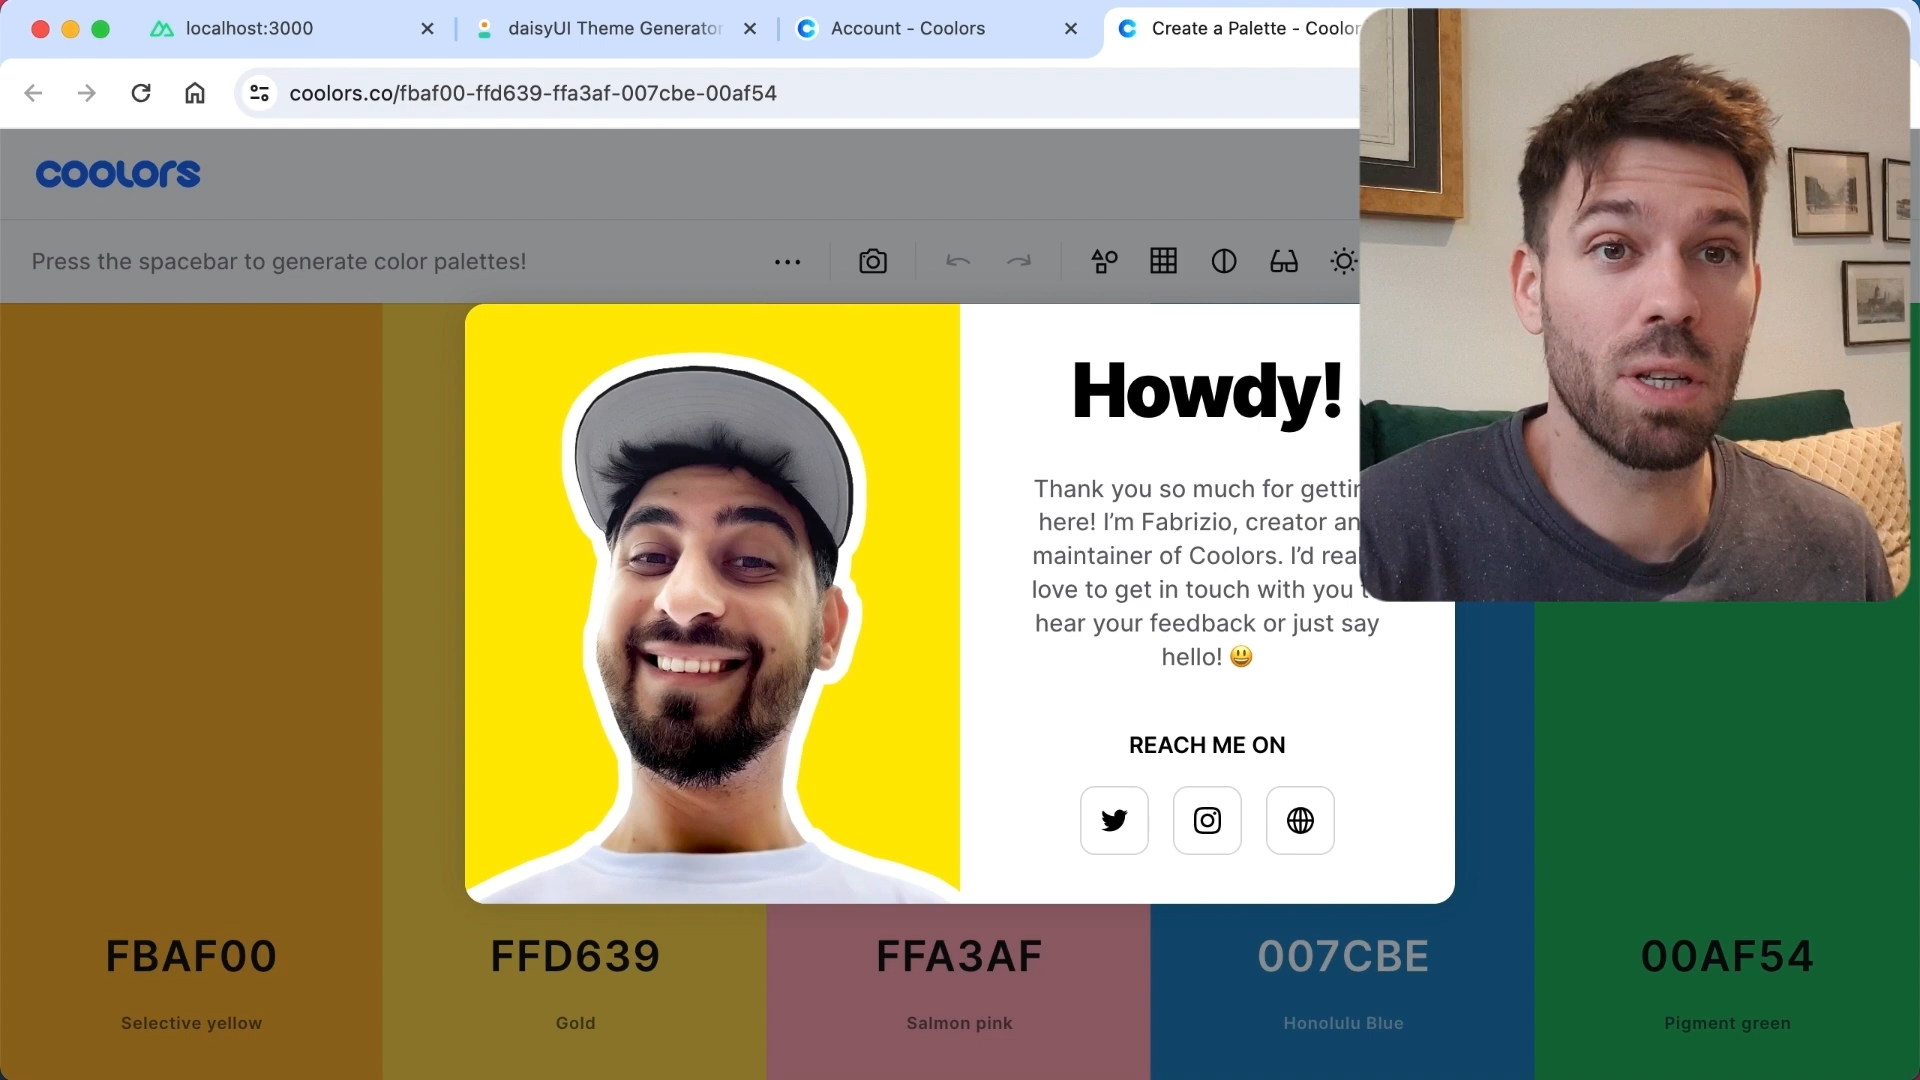 localhost:3000
daisyUI Theme Generator
Account - Coolors
Create a Palette - Coolor
coolors.co/fbaf00-ffd639-ffa3af-007cbe-00af54
coolors
Press the spacebar to generate color palettes!
Howdy!
Thank you so much for gettin
here! I’m Fabrizio, creator an
maintainer of Coolors. I’d real
love to get in touch with you t
hear your feedback or just say
hello! 😃
REACH ME ON
FBAF00
FFD639
FFA3AF
007CBE
00AF54
Selective yellow
Gold
Salmon pink
Honolulu Blue
Pigment green